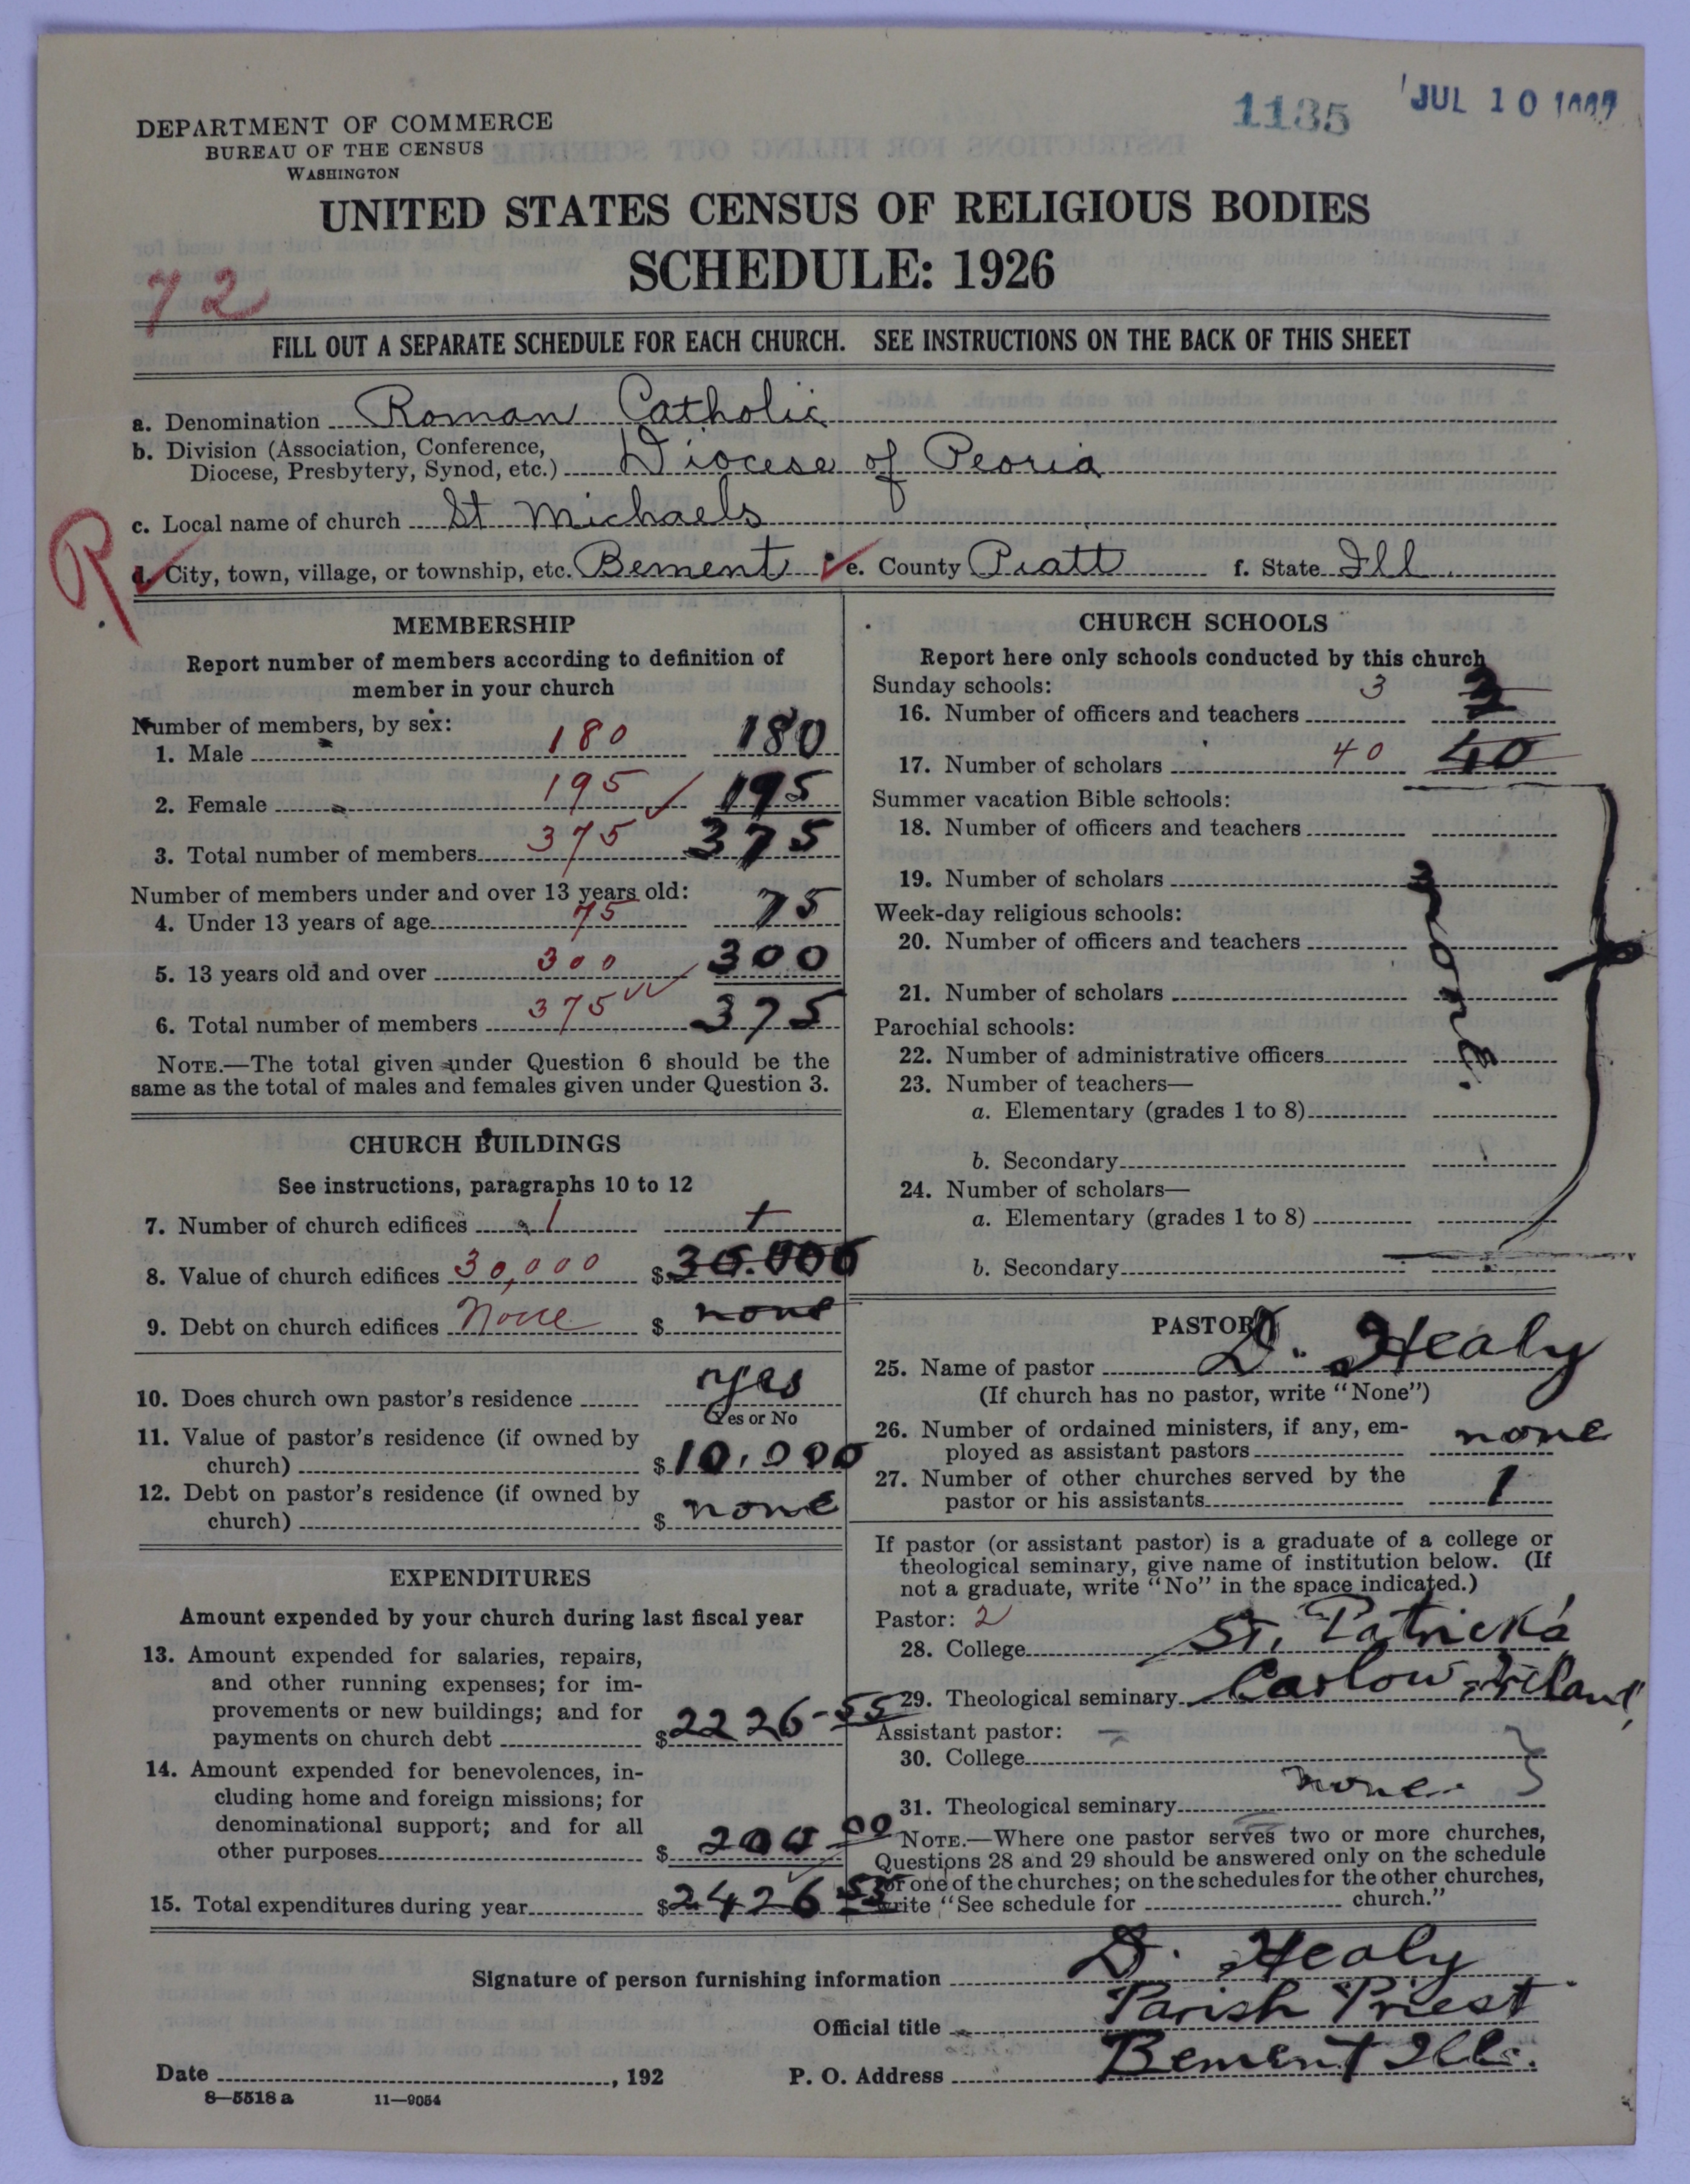 1135
JUL 10
DEPARTMENT OF COMMERCE
BUREAU OF THE CENSUS
WASHINGTON
UNITED STATES CENSUS OF RELIGIOUS BODIES
SCHEDULE: 1926
72
FILL OUT A SEPARATE SCHEDULE FOR EACH CHURCH. SEE INSTRUCTIONS ON THE BACK OF THIS SHEET
a. Denomination Roman Catholic
b. Division (Association, Conference,
Diocese, Presbytery, Synod, etc.) Diocese of Peoria
c. Local name of church St Michaels
R
d. City, town, village, or township, etc. Bement e. County Piatt f. State Ill
MEMBERSHIP
Report number of members according to definition of
member in your church
Number of members, by sex:
1. Male 180 180
2. Female 195 195
3. Total number of members 375 375
Number of members under and over 13 years old:
4. Under 13 years of age 75 75
5. 13 years old and over 300 300
6. Total number of members 375 375
NOTE.—The total given under Question 6 should be the
same as the total of males and females given under Question 3.
CHURCH BUILDINGS
See instructions, paragraphs 10 to 12
7. Number of church edifices 1 1
8. Value of church edifices 30,000 $30.000
9. Debt on church edifices None $ none
10. Does church own pastor's residence yes
Yes or No
11. Value of pastor's residence (if owned by
church) $10.000
12. Debt on pastor's residence (if owned by
church) $ none
EXPENDITURES
Amount expended by your church during last fiscal year
13. Amount expended for salaries, repairs,
and other running expenses; for im-
provements or new buildings; and for
payments on church debt $2226-55
14. Amount expended for benevolences, in-
cluding home and foreign missions; for
denominational support; and for all
other purposes $ 200 00
15. Total expenditures during year $2426 55
CHURCH SCHOOLS
Report here only schools conducted by this church
Sunday schools:
16. Number of officers and teachers 3 3
17. Number of scholars 40 40
Summer vacation Bible schools:
18. Number of officers and teachers
19. Number of scholars
Week-day religious schools:
20. Number of officers and teachers
21. Number of scholars
Parochial schools:
22. Number of administrative officers
23. Number of teachers—
a. Elementary (grades 1 to 8)
b. Secondary
24. Number of scholars—
a. Elementary (grades 1 to 8)
b. Secondary
none
PASTOR
25. Name of pastor D. Healy
(If church has no pastor, write "None")
26. Number of ordained ministers, if any, em-
ployed as assistant pastors none
27. Number of other churches served by the
pastor or his assistants 1
If pastor (or assistant pastor) is a graduate of a college or
theological seminary, give name of institution below. (If
not a graduate, write "No" in the space indicated.)
Pastor: 2
28. College St. Patrick's
29. Theological seminary Carlow, Ireland
Assistant pastor:
30. College
none
31. Theological seminary
NOTE.—Where one pastor serves two or more churches,
Questions 28 and 29 should be answered only on the schedule
for one of the churches; on the schedules for the other churches,
write "See schedule for church."
Signature of person furnishing information D. Healy
Official title Parish Priest
Date , 192 P. O. Address Bement Ill.
8—5518 a 11—9054